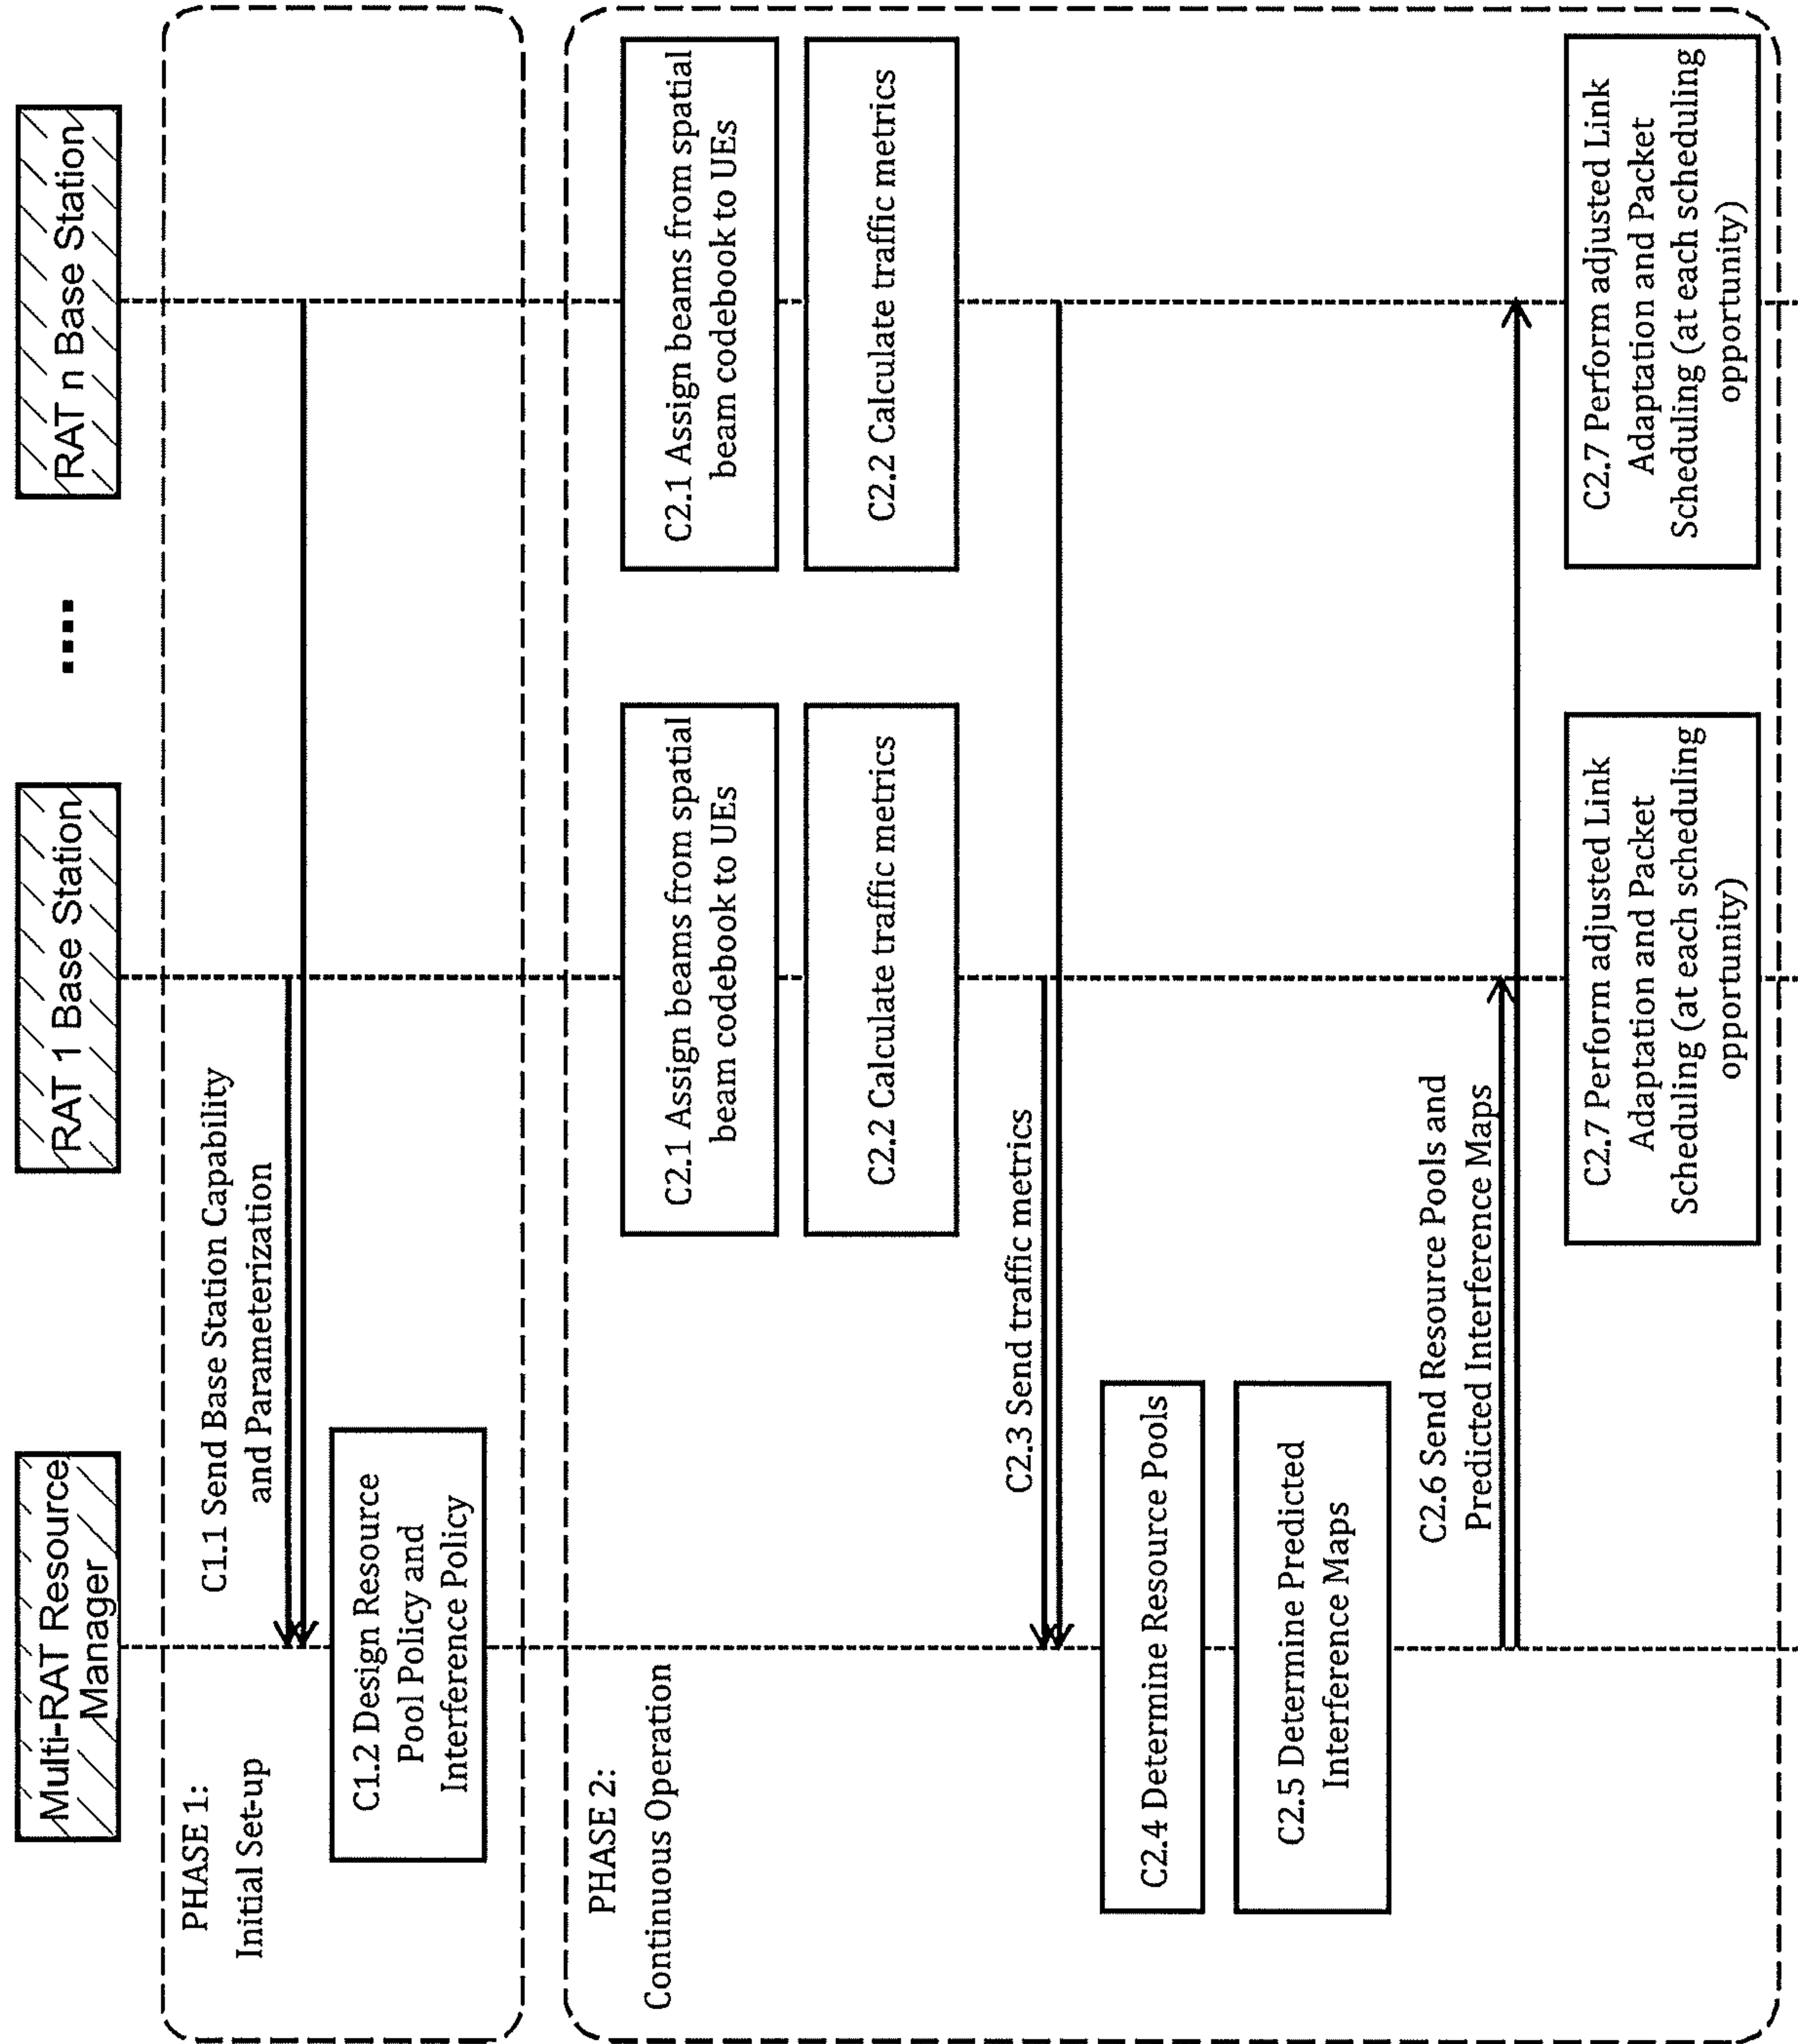 Multi-RAT Resource
Manager
RAT 1 Base Station
....
RAT n Base Station
PHASE 1:
Initial Set-up
C1.1 Send Base Station Capability
and Parameterization
C1.2 Design Resource
Pool Policy and
Interference Policy
PHASE 2:
Continuous Operation
C2.1 Assign beams from spatial
beam codebook to UEs
C2.1 Assign beams from spatial
beam codebook to UEs
C2.2 Calculate traffic metrics
C2.2 Calculate traffic metrics
C2.3 Send traffic metrics
C2.4 Determine Resource Pools
C2.5 Determine Predicted
Interference Maps
C2.6 Send Resource Pools and
Predicted Interference Maps
C2.7 Perform adjusted Link
Adaptation and Packet
Scheduling (at each scheduling
opportunity)
C2.7 Perform adjusted Link
Adaptation and Packet
Scheduling (at each scheduling
opportunity)